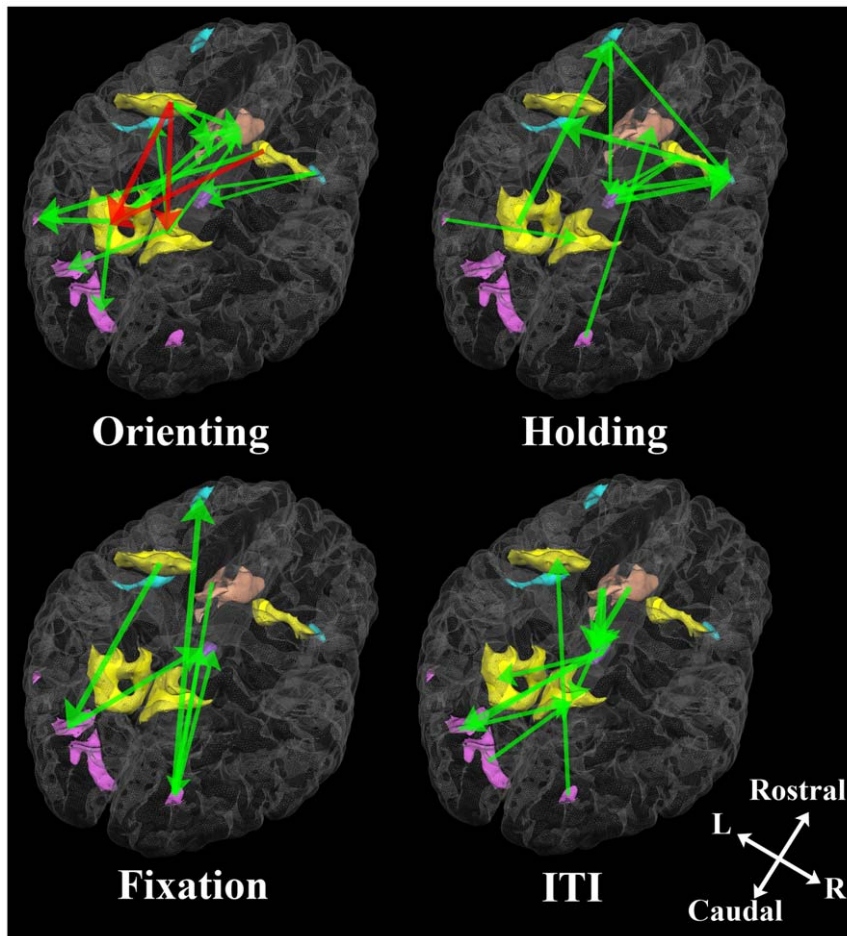 Orienting
Holding
Fixation
ITI
Rostral
L
R
Caudal